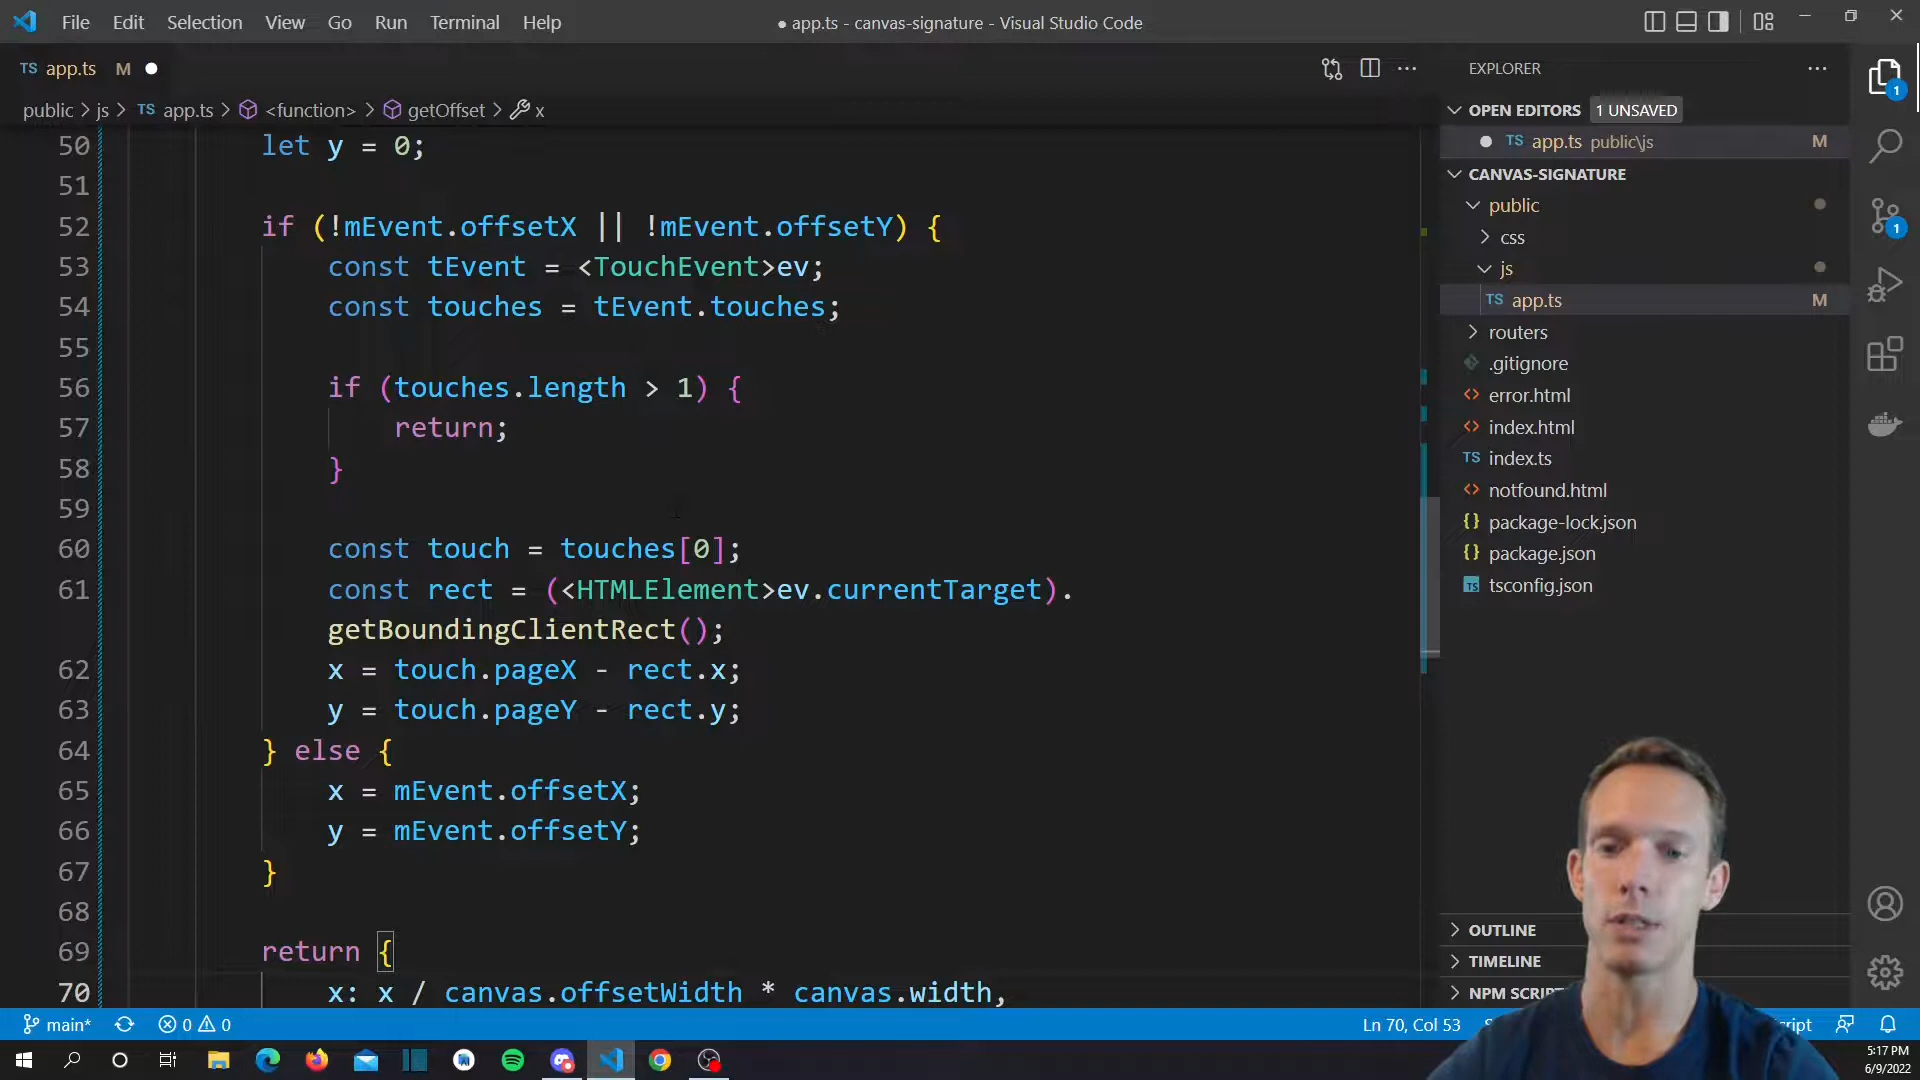 File Edit Selection View Go Run Terminal Help
● app.ts - canvas-signature - Visual Studio Code
TS app.ts M ●
public > js > TS app.ts > <function> > getOffset > x
50 let y = 0;
51
52 if (!mEvent.offsetX || !mEvent.offsetY) {
53 const tEvent = <TouchEvent>ev;
54 const touches = tEvent.touches;
55
56 if (touches.length > 1) {
57 return;
58 }
59
60 const touch = touches[0];
61 const rect = (<HTMLElement>ev.currentTarget).
getBoundingClientRect();
62 x = touch.pageX - rect.x;
63 y = touch.pageY - rect.y;
64 } else {
65 x = mEvent.offsetX;
66 y = mEvent.offsetY;
67 }
68
69 return {
70 x: x / canvas.offsetWidth * canvas.width,
EXPLORER
OPEN EDITORS 1 UNSAVED
● TS app.ts public\js M
CANVAS-SIGNATURE
public
css
js
TS app.ts M
routers
.gitignore
<> error.html
<> index.html
TS index.ts
<> notfound.html
{} package-lock.json
{} package.json
TS tsconfig.json
OUTLINE
TIMELINE
NPM SCRIP
1
1
main* 0 0
Ln 70, Col 53
cript
5:17 PM
6/9/2022